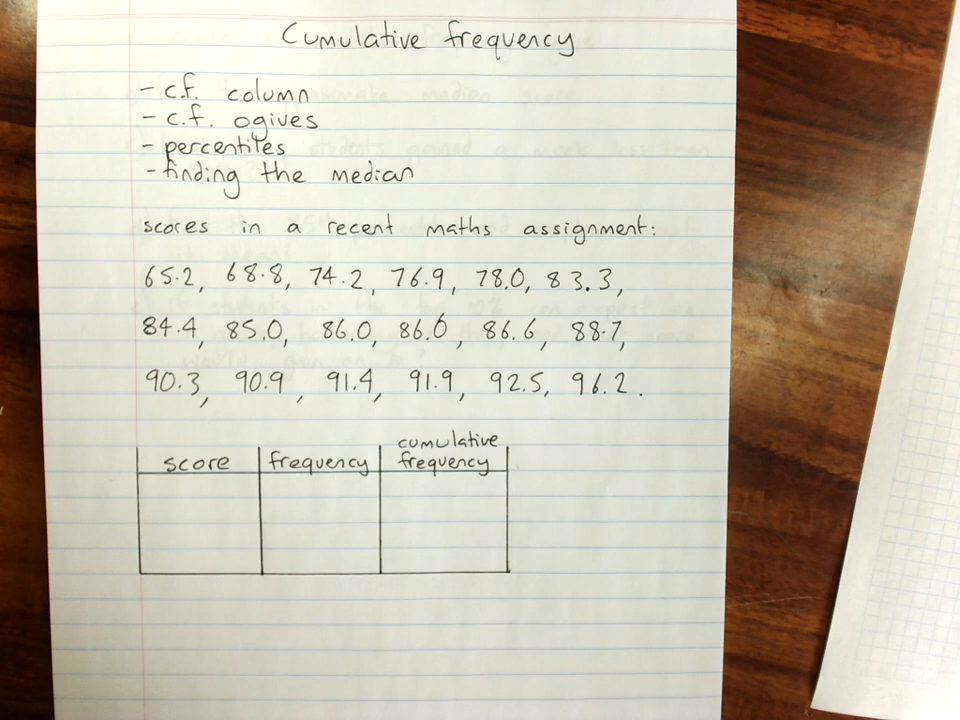 Cumulative frequency
- c.f. column
- c.f. ogives
- percentiles
- finding the median
scores in a recent maths assignment:
65.2, 68.8, 74.2, 76.9, 78.0, 83.3,
84.4, 85.0, 86.0, 86.0, 86.6, 88.7,
90.3, 90.9, 91.4, 91.9, 92.5, 96.2.
score frequency cumulative frequency